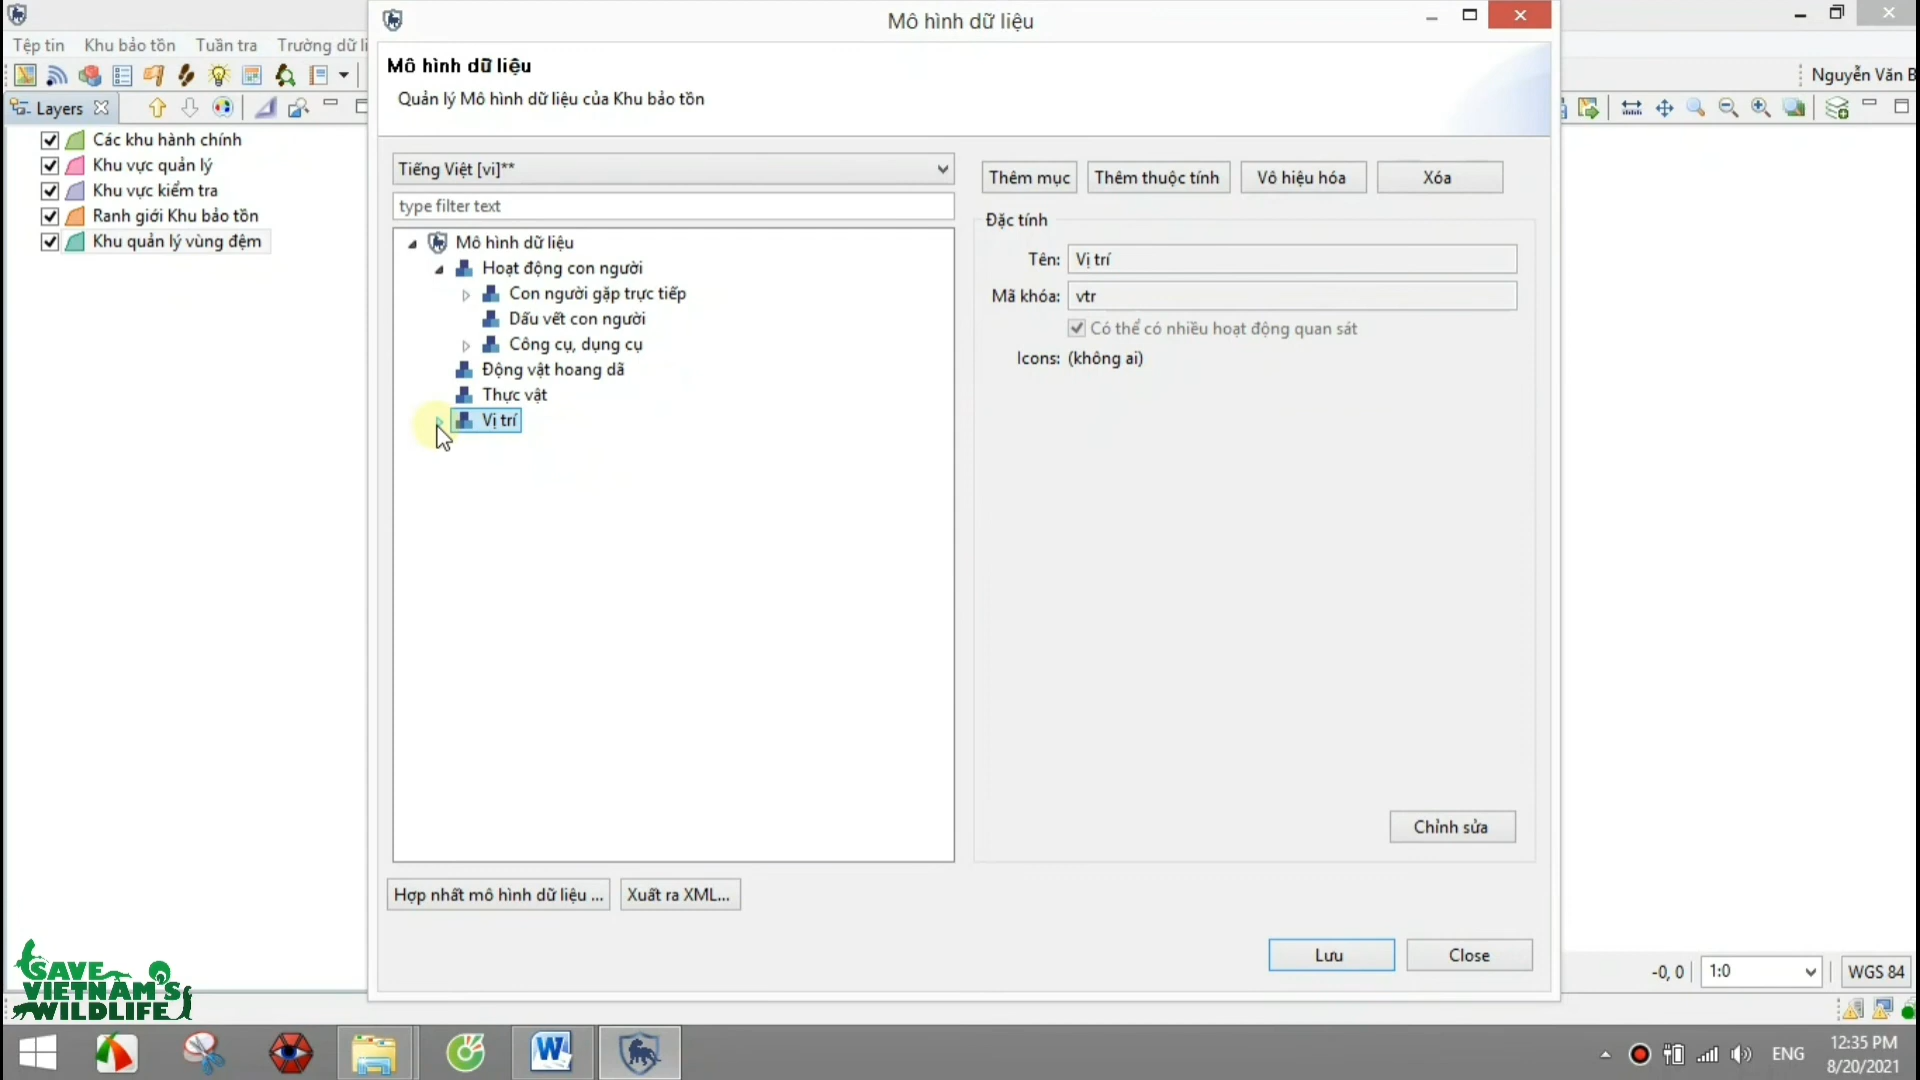 Mô hình dữ liệu
Tệp tin Khu bảo tồn Tuần tra Trường dữ li
Nguyễn Văn B
Layers
Các khu hành chính
Khu vực quản lý
Khu vực kiểm tra
Ranh giới Khu bảo tồn
Khu quản lý vùng đệm
Mô hình dữ liệu
Quản lý Mô hình dữ liệu của Khu bảo tồn
Tiếng Việt [vi]**
type filter text
Mô hình dữ liệu
Hoạt động con người
Con người gặp trực tiếp
Dấu vết con người
Công cụ, dụng cụ
Động vật hoang dã
Thực vật
Vị trí
Thêm mục Thêm thuộc tính Vô hiệu hóa Xóa
Đặc tính
Tên: Vị trí
Mã khóa: vtr
Có thể có nhiều hoạt động quan sát
Icons: (không ai)
Chỉnh sửa
Hợp nhất mô hình dữ liệu ... Xuất ra XML...
Lưu Close
-0, 0 1:0 WGS 84
SAVE
VIETNAM'S
WILDLIFE
ENG
12:35 PM
8/20/2021